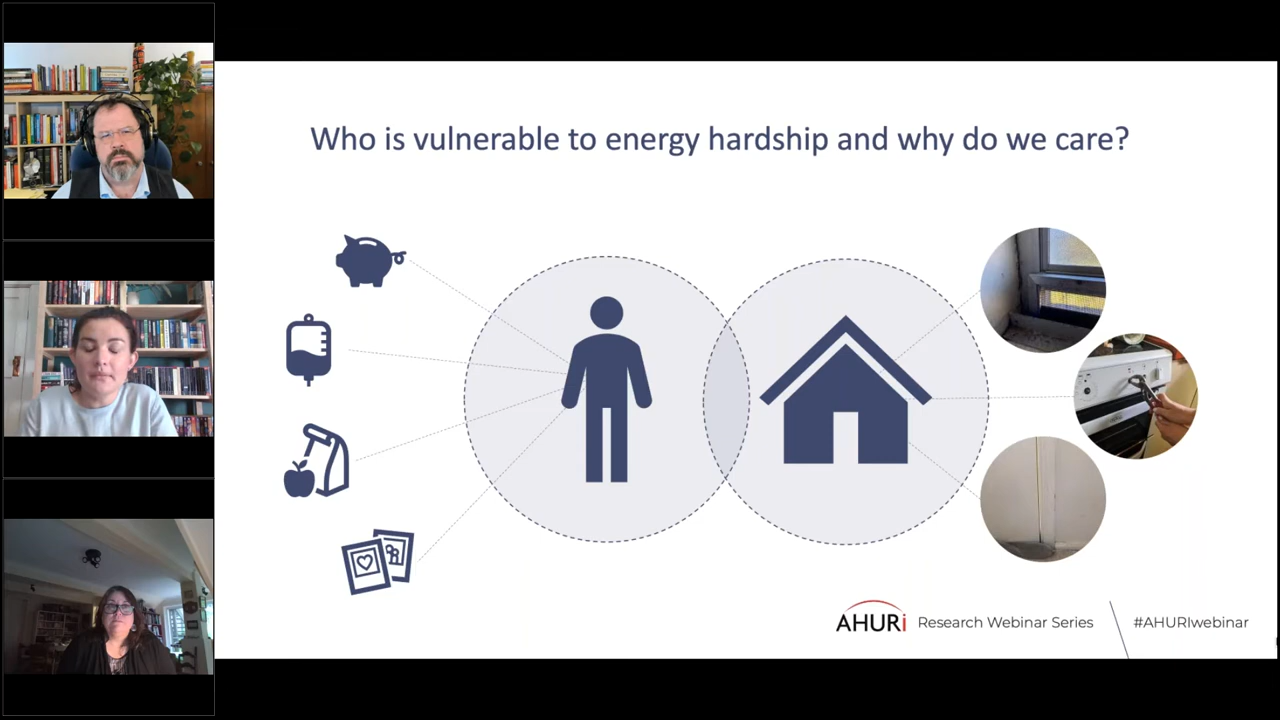 Who is vulnerable to energy hardship and why do we care?
AHURi Research Webinar Series #AHURIwebinar